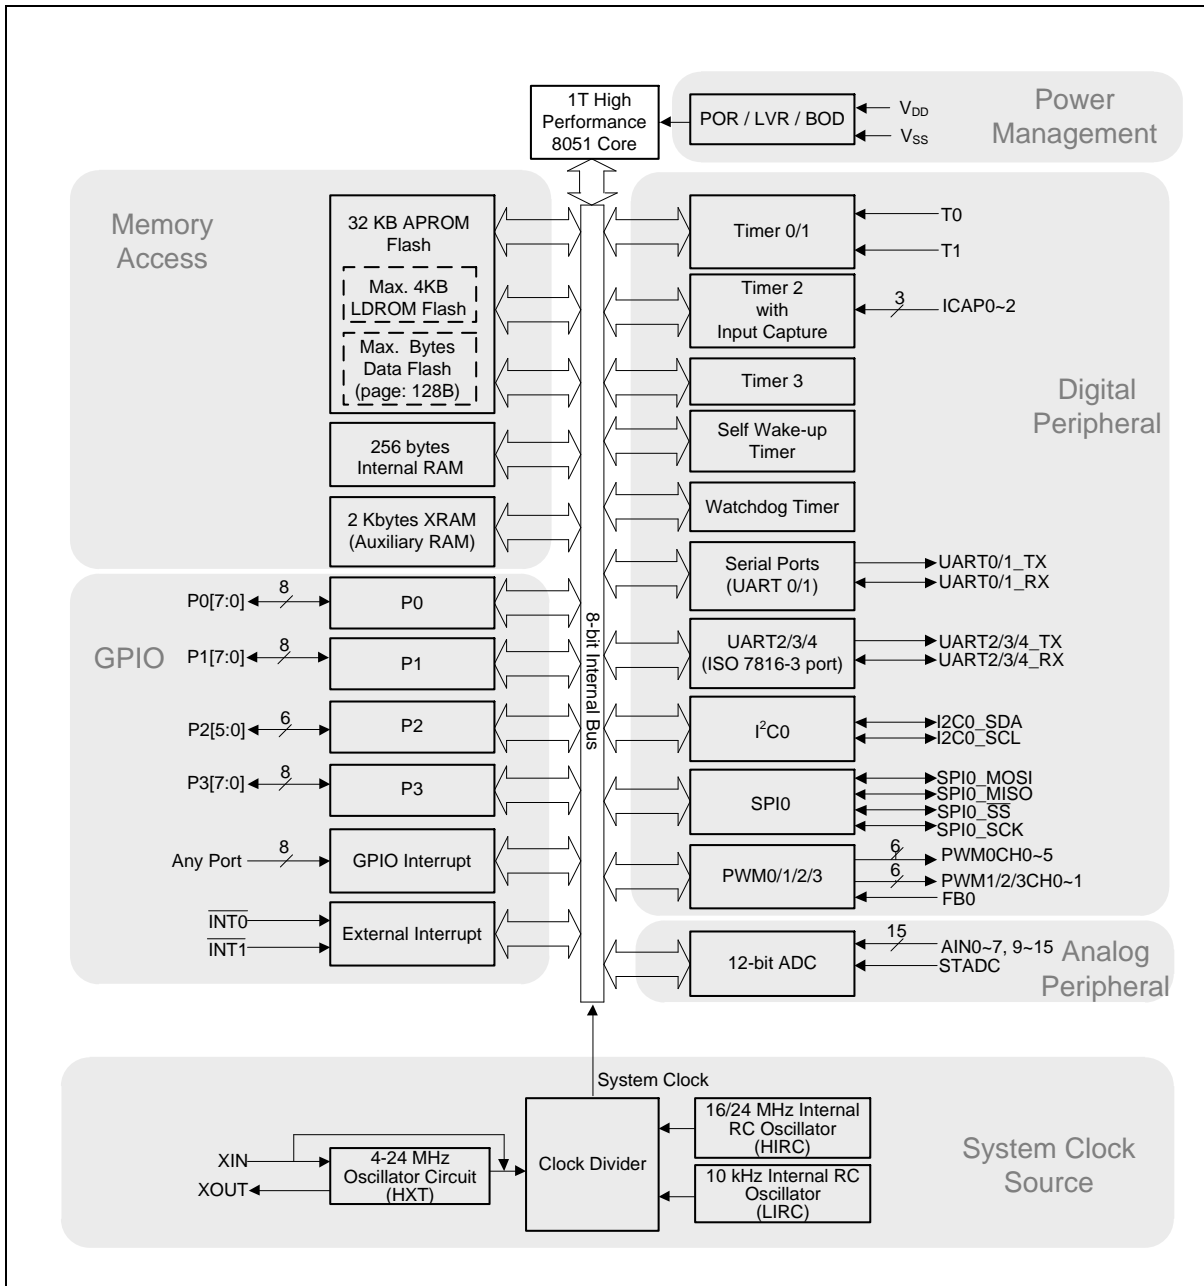 1T High
Performance
8051 Core
POR / LVR / BOD
VDD
VSS
Power
Management
Memory
Access
32 KB APROM
Flash
Max. 4KB
LDROM Flash
Max. Bytes
Data Flash
(page: 128B)
256 bytes
Internal RAM
2 Kbytes XRAM
(Auxiliary RAM)
GPIO
P0[7:0]
8
P0
P1[7:0]
8
P1
P2[5:0]
6
P2
P3[7:0]
8
P3
Any Port
8
GPIO Interrupt
INT0
INT1
External Interrupt
8-bit Internal Bus
Digital
Peripheral
Timer 0/1
T0
T1
Timer 2
with
Input Capture
3
ICAP0~2
Timer 3
Self Wake-up
Timer
Watchdog Timer
Serial Ports
(UART 0/1)
UART0/1_TX
UART0/1_RX
UART2/3/4
(ISO 7816-3 port)
UART2/3/4_TX
UART2/3/4_RX
I²C0
I2C0_SDA
I2C0_SCL
SPI0
SPI0_MOSI
SPI0_MISO
SPI0_SS
SPI0_SCK
PWM0/1/2/3
6
PWM0CH0~5
6
PWM1/2/3CH0~1
FB0
12-bit ADC
15
AIN0~7, 9~15
STADC
Analog
Peripheral
System Clock
XIN
XOUT
4-24 MHz
Oscillator Circuit
(HXT)
Clock Divider
16/24 MHz Internal
RC Oscillator
(HIRC)
10 kHz Internal RC
Oscillator
(LIRC)
System Clock
Source